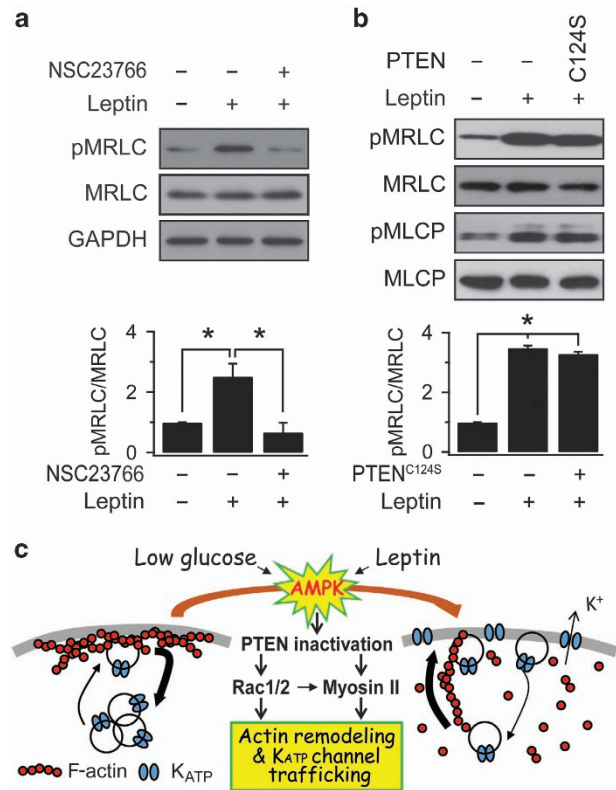 a
NSC23766 – – +
Leptin – + +
pMRLC
MRLC
GAPDH
pMRLC/MRLC
4
2
0
* *
NSC23766 – – +
Leptin – + +
b
PTEN – – C124S
Leptin – + +
pMRLC
MRLC
pMLCP
MLCP
pMRLC/MRLC
4
2
0
*
PTENC124S – – +
Leptin – + +
c
Low glucose
Leptin
AMPK
PTEN inactivation
Rac1/2 → Myosin II
Actin remodeling
& KATP channel
trafficking
K+
F-actin
KATP